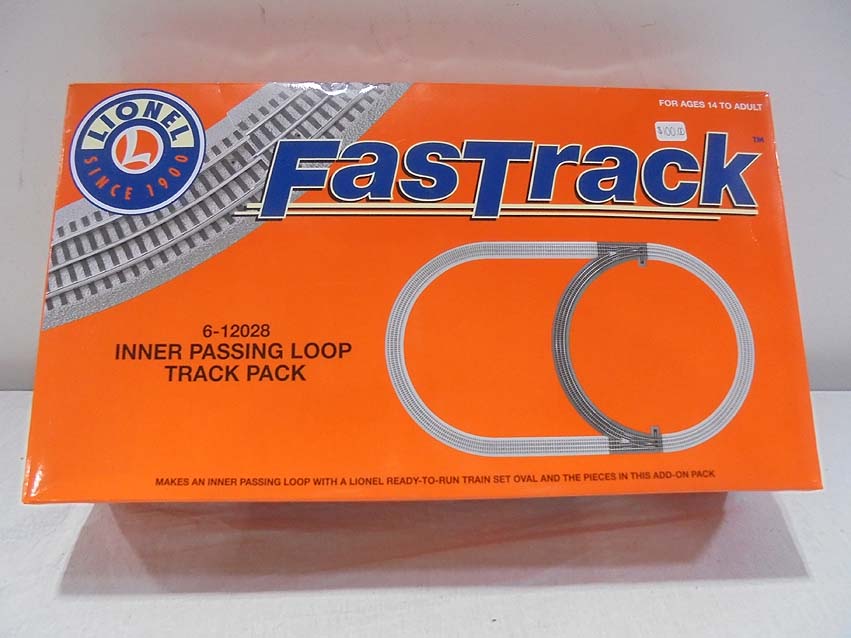 LIONEL
SINCE 1900
L
FOR AGES 14 TO ADULT
$100.00
FasTrack™
6-12028
INNER PASSING LOOP
TRACK PACK
MAKES AN INNER PASSING LOOP WITH A LIONEL READY-TO-RUN TRAIN SET OVAL AND THE PIECES IN THIS ADD-ON PACK